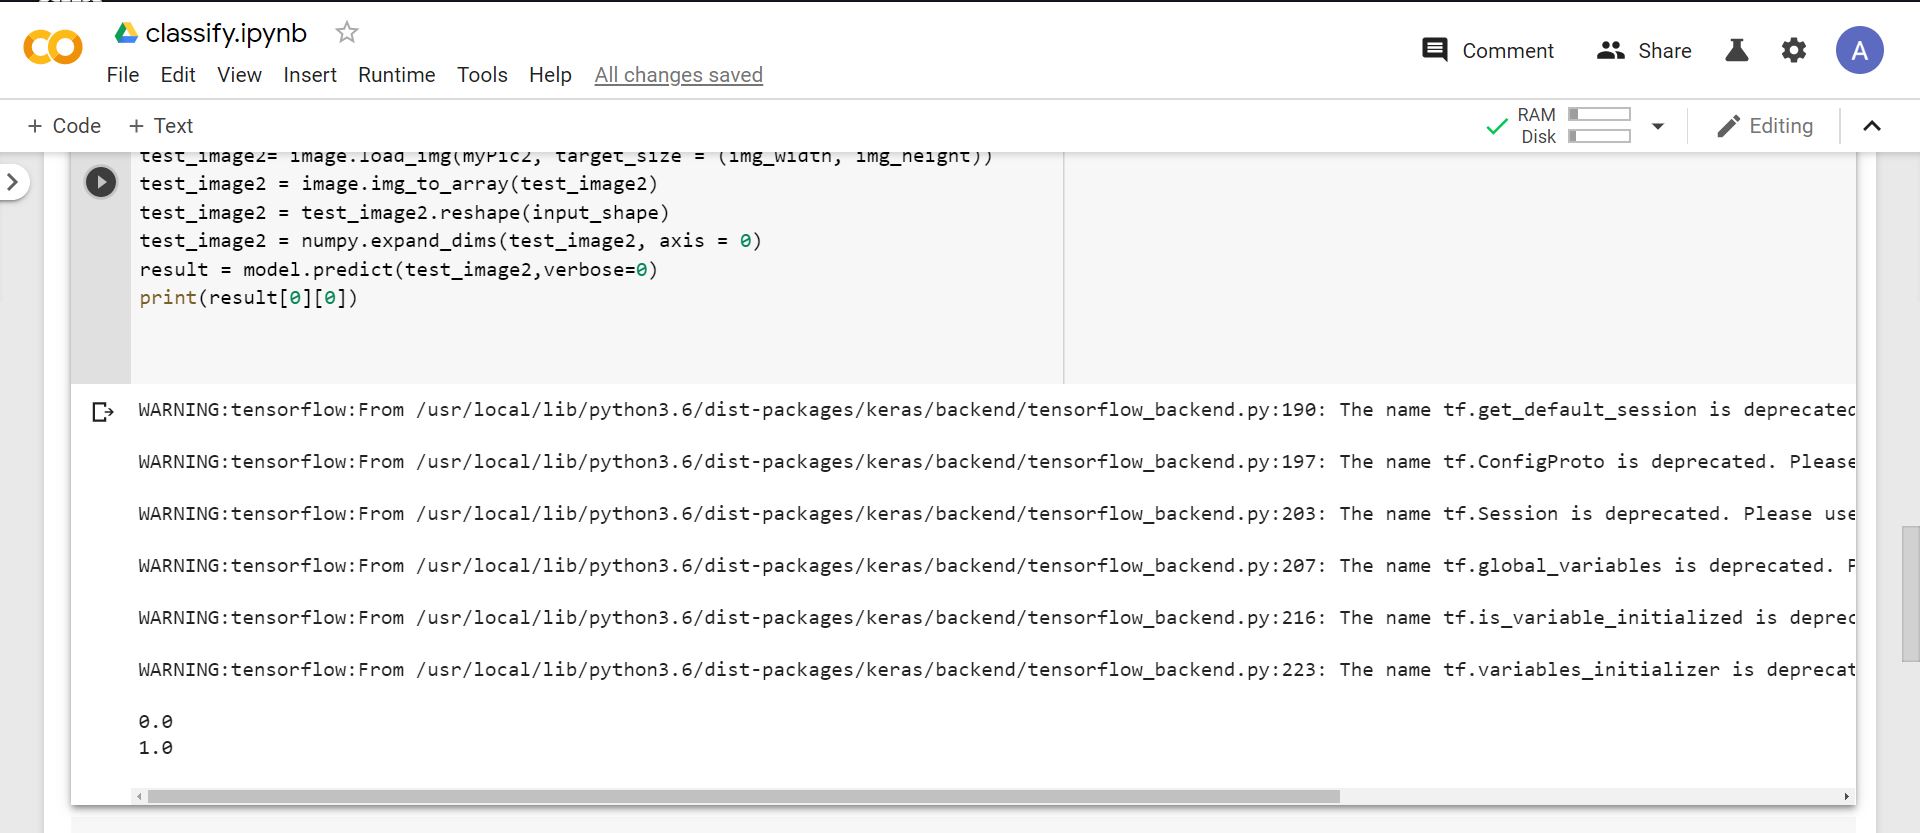 classify.ipynb
File Edit View Insert Runtime Tools Help All changes saved
Comment Share A
+ Code + Text
RAM
Disk
Editing
test_image2= image.load_img(myPic2, target_size = (img_width, img_height))
test_image2 = image.img_to_array(test_image2)
test_image2 = test_image2.reshape(input_shape)
test_image2 = numpy.expand_dims(test_image2, axis = 0)
result = model.predict(test_image2,verbose=0)
print(result[0][0])
WARNING:tensorflow:From /usr/local/lib/python3.6/dist-packages/keras/backend/tensorflow_backend.py:190: The name tf.get_default_session is deprecated
WARNING:tensorflow:From /usr/local/lib/python3.6/dist-packages/keras/backend/tensorflow_backend.py:197: The name tf.ConfigProto is deprecated. Please
WARNING:tensorflow:From /usr/local/lib/python3.6/dist-packages/keras/backend/tensorflow_backend.py:203: The name tf.Session is deprecated. Please use
WARNING:tensorflow:From /usr/local/lib/python3.6/dist-packages/keras/backend/tensorflow_backend.py:207: The name tf.global_variables is deprecated. P
WARNING:tensorflow:From /usr/local/lib/python3.6/dist-packages/keras/backend/tensorflow_backend.py:216: The name tf.is_variable_initialized is deprec
WARNING:tensorflow:From /usr/local/lib/python3.6/dist-packages/keras/backend/tensorflow_backend.py:223: The name tf.variables_initializer is deprecat
0.0
1.0